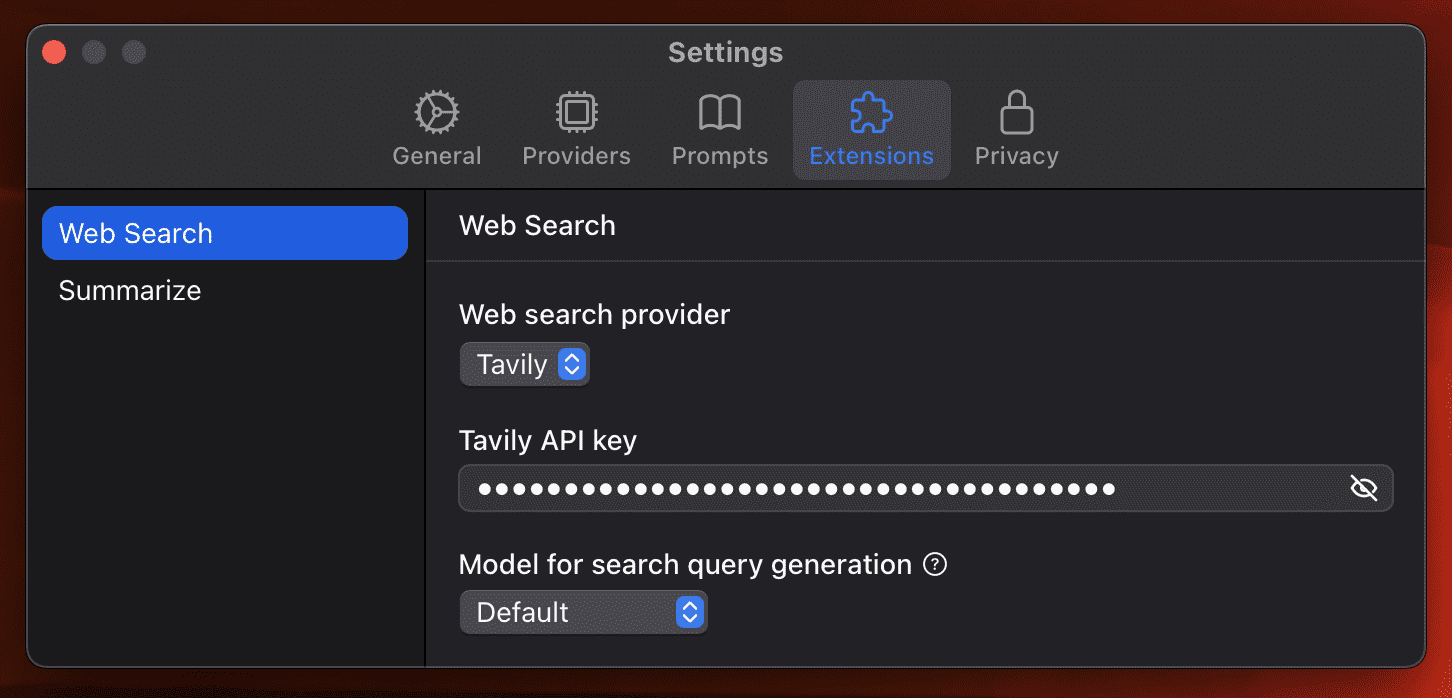 Settings
General Providers Prompts Extensions Privacy
Web Search
Summarize
Web Search
Web search provider
Tavily
Tavily API key
●●●●●●●●●●●●●●●●●●●●●●●●●●●●●●●●●●●●●
Model for search query generation ?
Default